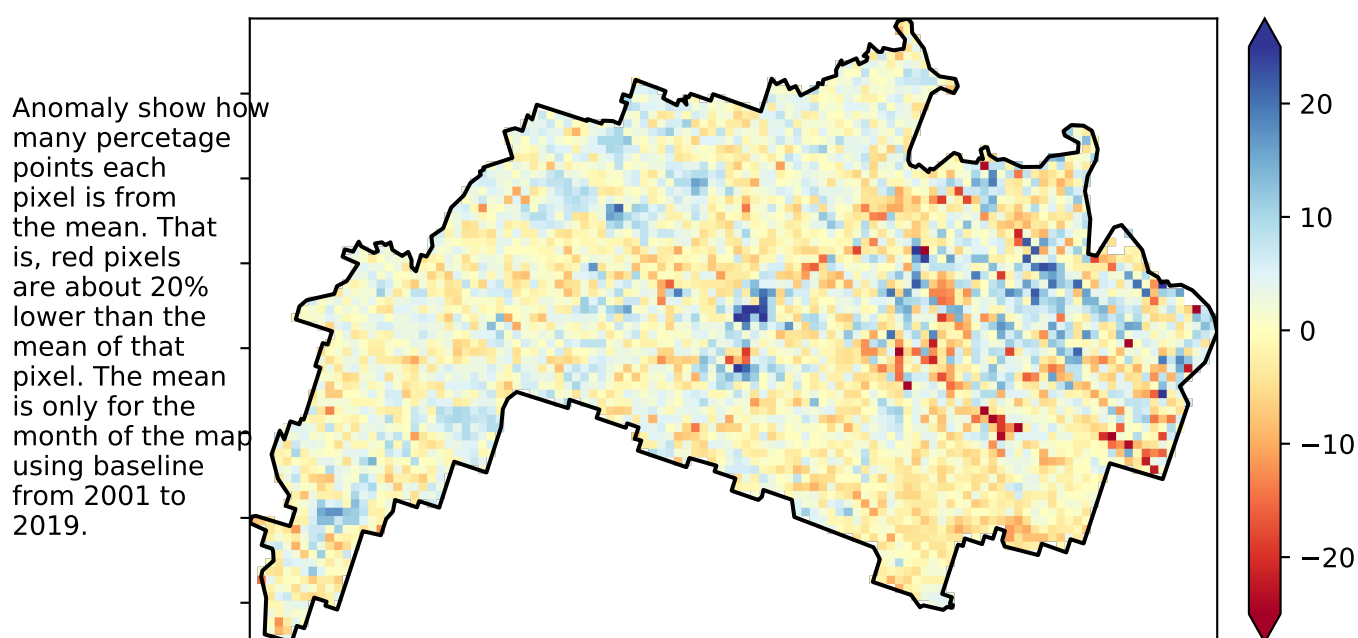 Anomaly show how
many percetage
points each
pixel is from
the mean. That
is, red pixels
are about 20%
lower than the
mean of that
pixel. The mean
is only for the
month of the map
using baseline
from 2001 to
2019.
20
10
0
−10
−20